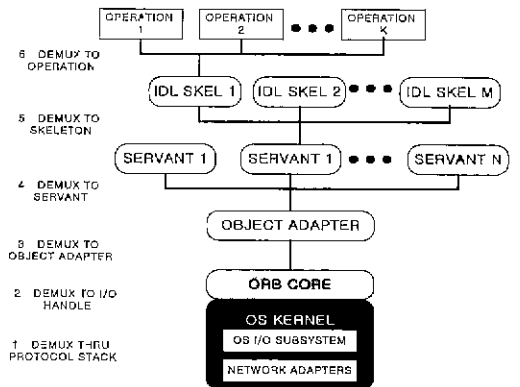 OPERATION
1
OPERATION
2
OPERATION
K
6 DEMUX TO
OPERATION
IDL SKEL 1
IDL SKEL 2
IDL SKEL M
5 DEMUX TO
SKELETON
SERVANT 1
SERVANT 1
SERVANT N
4 DEMUX TO
SERVANT
OBJECT ADAPTER
3 DEMUX TO
OBJECT ADAPTER
ORB CORE
2 DEMUX TO I/O
HANDLE
OS KERNEL
OS I/O SUBSYSTEM
1 DEMUX THRU
PROTOCOL STACK
NETWORK ADAPTERS